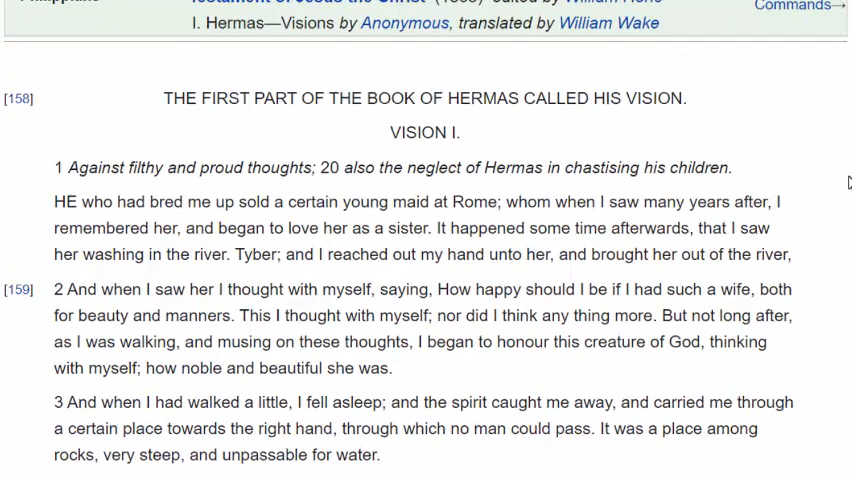 Commands→
I. Hermas—Visions by Anonymous, translated by William Wake
[158]
THE FIRST PART OF THE BOOK OF HERMAS CALLED HIS VISION.
VISION I.
1 Against filthy and proud thoughts; 20 also the neglect of Hermas in chastising his children.
HE who had bred me up sold a certain young maid at Rome; whom when I saw many years after, I
remembered her, and began to love her as a sister. It happened some time afterwards, that I saw
her washing in the river. Tyber; and I reached out my hand unto her, and brought her out of the river,
[159]
2 And when I saw her I thought with myself, saying, How happy should I be if I had such a wife, both
for beauty and manners. This I thought with myself; nor did I think any thing more. But not long after,
as I was walking, and musing on these thoughts, I began to honour this creature of God, thinking
with myself; how noble and beautiful she was.
3 And when I had walked a little, I fell asleep; and the spirit caught me away, and carried me through
a certain place towards the right hand, through which no man could pass. It was a place among
rocks, very steep, and unpassable for water.